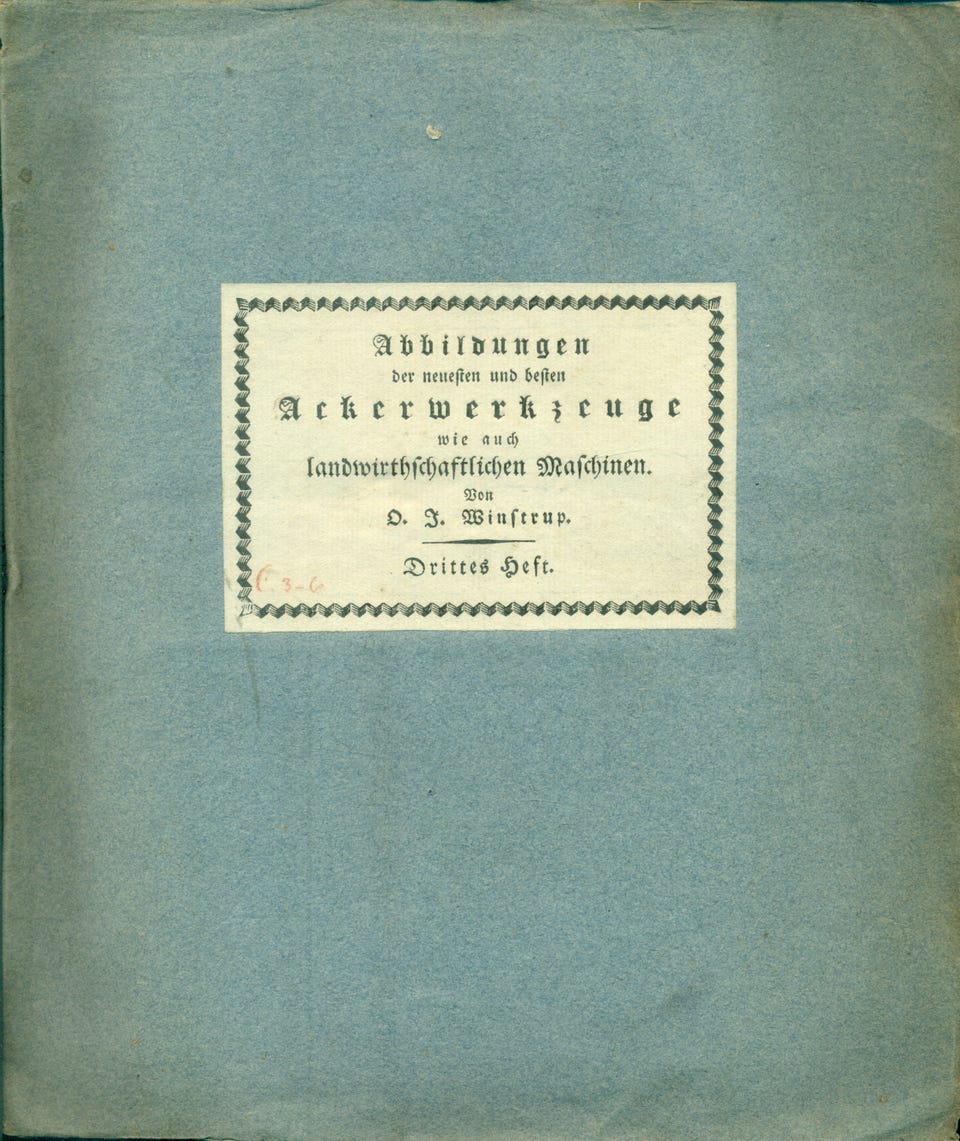 Abbildungen
der neuesten und besten
Ackerwerkzeuge
wie auch
landwirthschaftlichen Maschinen.
Von
O. J. Winstrup.
Drittes Heft.
C 3-6